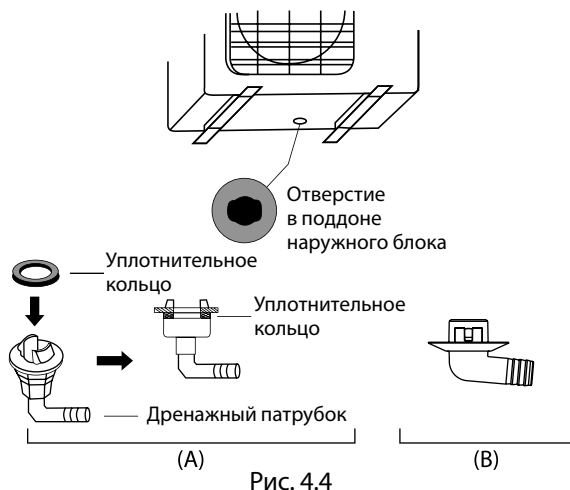 Отверстие
в поддоне
наружного блока
Уплотнительное
кольцо
Уплотнительное
кольцо
Дренажный патрубок
(A)
(B)
Рис. 4.4